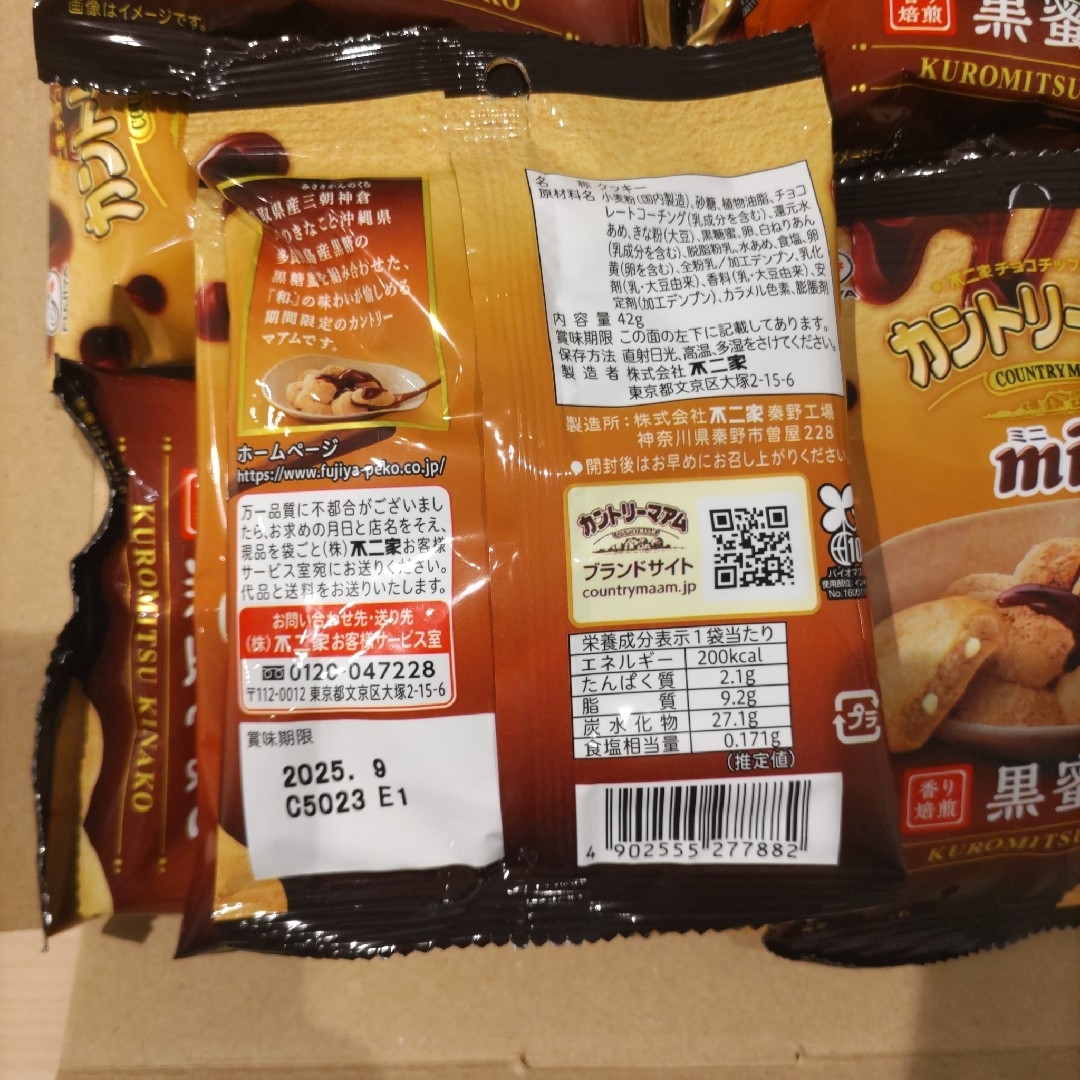 画像はイメージです。
KUROMITSU
香り
焙煎
黒蜜
KUROMITSU
カント
KUROMITSU KINAKO
みささかんのくら
取県産三朝神倉
のきなこと沖縄県
多良間島産黒糖の
黒糖蜜を組み合わせた、
「和」の味わいが愉しめる
期間限定のカントリー
マアムです。
ホームページ
https://www.fujiya-peko.co.jp/
万一品質に不都合がございまし
たら、お求めの月日と店名をそえ、
現品を袋ごと(株)不二家お客様
サービス室宛にお送りください。
代品と送料をお送りいたします。
お問い合わせ先・送り先
(株)不二家お客様サービス室
0120-047228
〒112-0012 東京都文京区大塚2-15-6
賞味期限
2025. 9
C5023 E1
名 称 クッキー
原材料名 小麦粉(国内製造)、砂糖、植物油脂、チョコ
レートコーチング(乳成分を含む)、還元水
あめ、きな粉(大豆)、黒糖蜜、卵、白ねりあん
(乳成分を含む)、脱脂粉乳、水あめ、食塩、卵
黄(卵を含む)、全粉乳/加工デンプン、乳化
剤(乳・大豆由来)、香料(乳・大豆由来)、安
定剤(加工デンプン)、カラメル色素、膨脹剤
内容量 42g
賞味期限 この面の左下に記載してあります。
保存方法 直射日光、高温、多湿をさけてください。
製造者 株式会社 不二家
東京都文京区大塚2-15-6
製造所:株式会社不二家 秦野工場
神奈川県秦野市曽屋228
●開封後はお早めにお召し上がりください。
カントリーマアム
COUNTRY MAAM
ブランドサイト
countrymaam.jp
栄養成分表示1袋当たり
エネルギー 200kcal
たんぱく質 2.1g
脂質 9.2g
炭水化物 27.1g
食塩相当量 0.171g
(推定値)
4 902555 277882
10
バイオマス
プラ
不二家チョコチップ
カントリー
COUNTRY MA
ミニ
mi
香り
焙煎
黒蜜
KUROMITSU